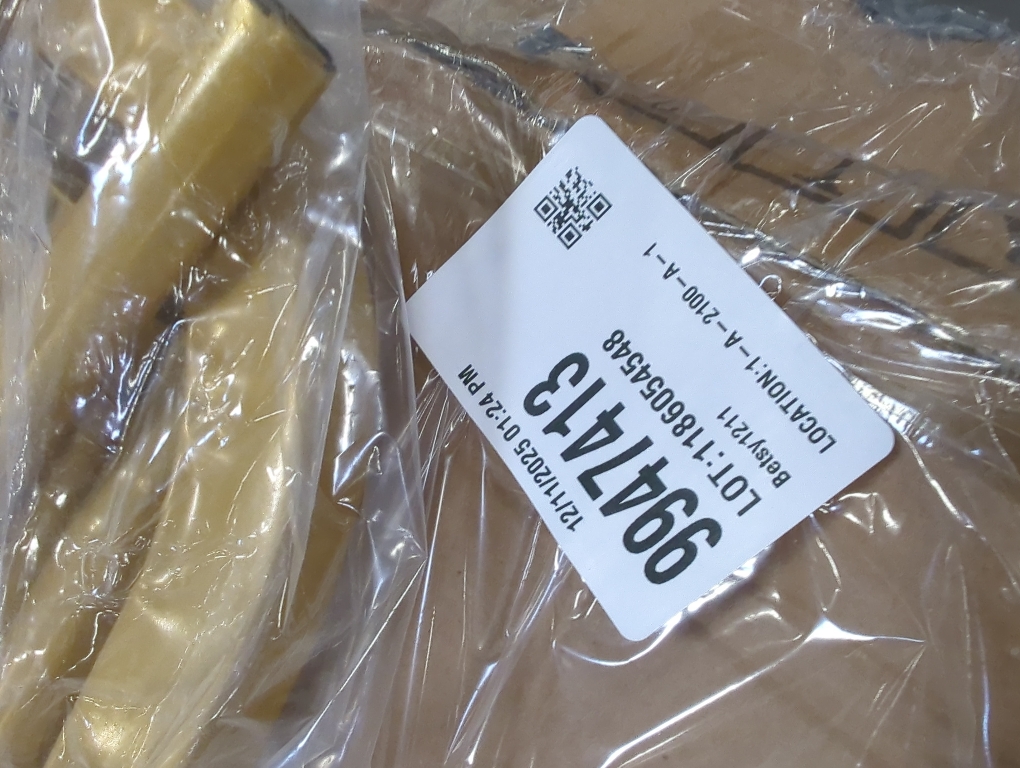 12/11/2025 01:24 PM
9947413
LOT:1186054548
Betsy1211
LOCATION:1-A-2100-A-1